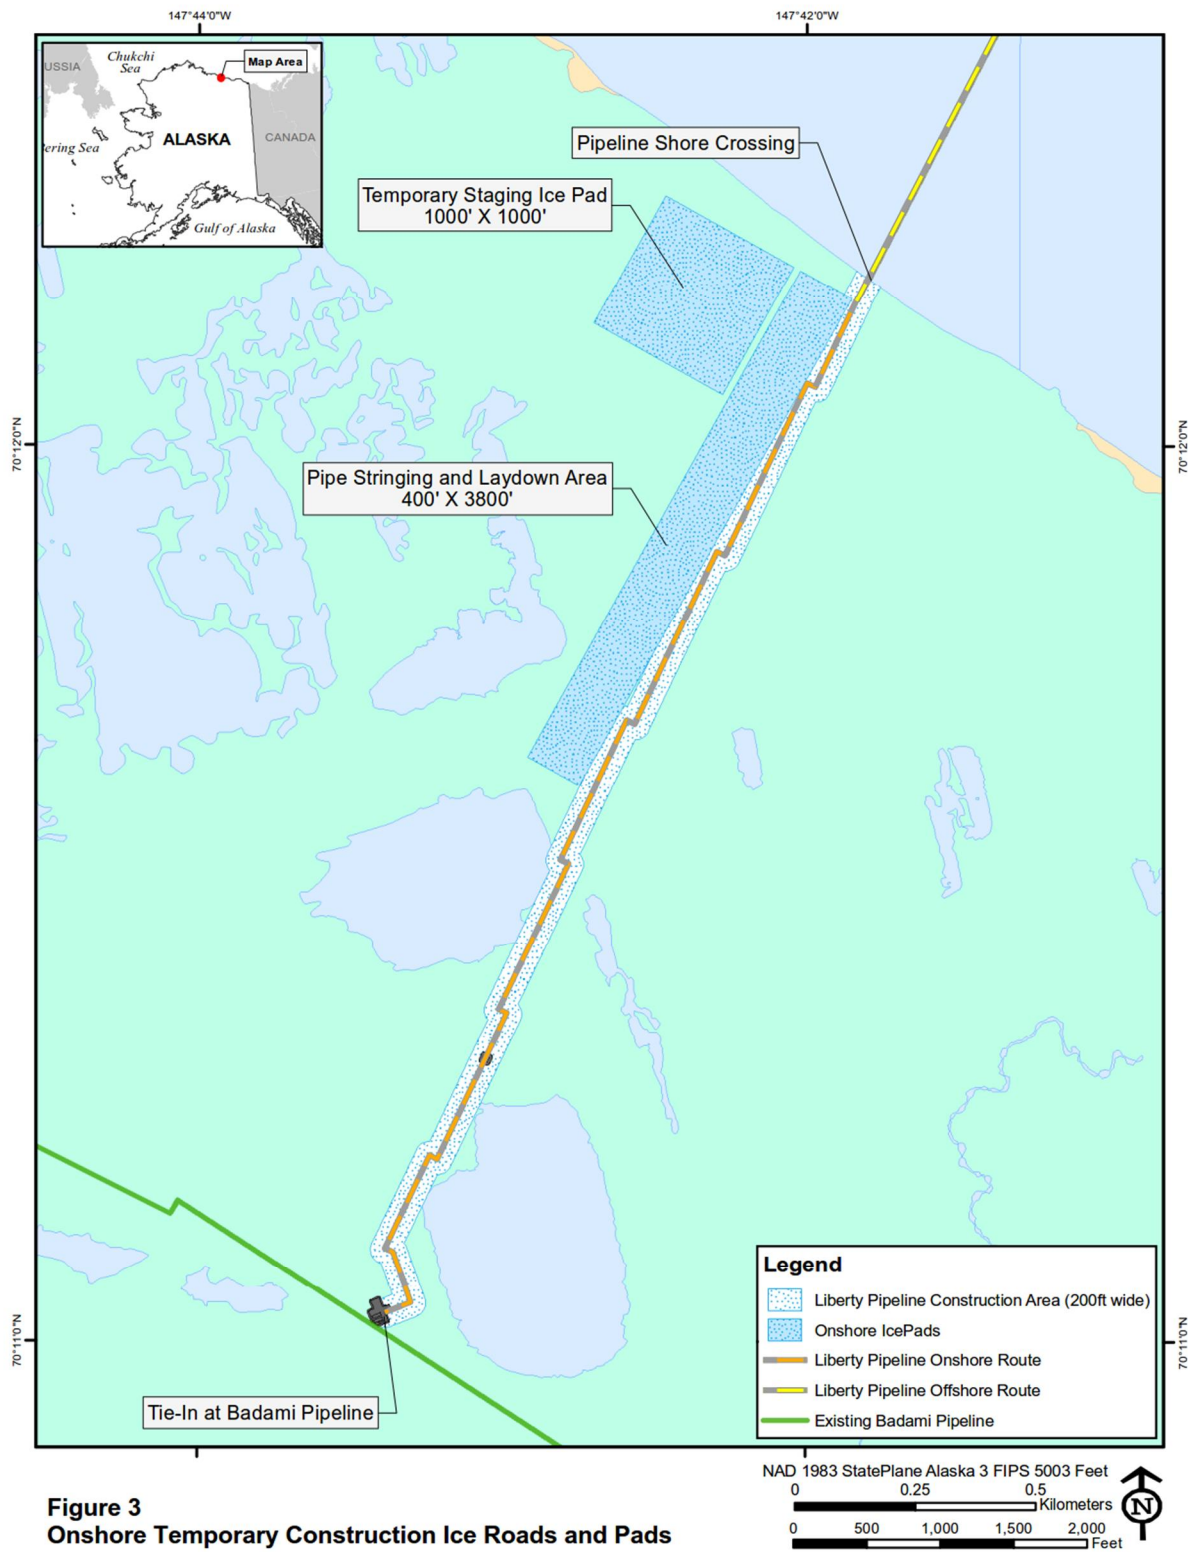 147°44'0"W
147°42'0"W
USSIA
Chukchi
Sea
Map Area
ering Sea
ALASKA
CANADA
Gulf of Alaska
Pipeline Shore Crossing
Temporary Staging Ice Pad
1000' X 1000'
70°12'0"N
70°12'0"N
Pipe Stringing and Laydown Area
400' X 3800'
70°11'0"N
70°11'0"N
Tie-In at Badami Pipeline
Legend
Liberty Pipeline Construction Area (200ft wide)
Onshore IcePads
Liberty Pipeline Onshore Route
Liberty Pipeline Offshore Route
Existing Badami Pipeline
NAD 1983 StatePlane Alaska 3 FIPS 5003 Feet
0 0.25 0.5
Kilometers
0 500 1,000 1,500 2,000
Feet
N
Figure 3
Onshore Temporary Construction Ice Roads and Pads